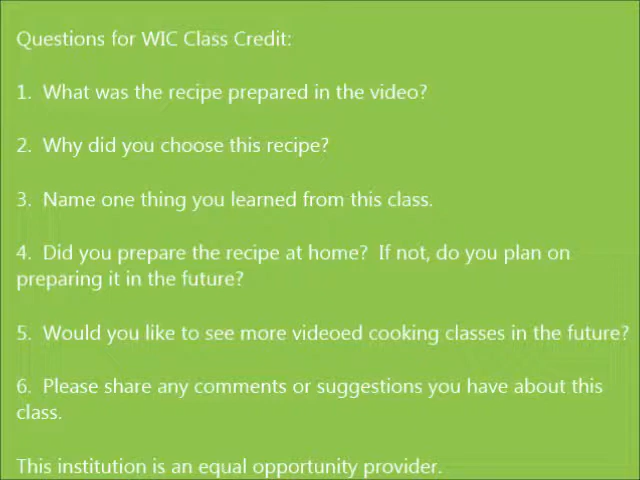 Questions for WIC Class Credit:
1.  What was the recipe prepared in the video?
2.  Why did you choose this recipe?
3.  Name one thing you learned from this class.
4.  Did you prepare the recipe at home?  If not, do you plan on
preparing it in the future?
5.  Would you like to see more videoed cooking classes in the future?
6.  Please share any comments or suggestions you have about this
class.
This institution is an equal opportunity provider.